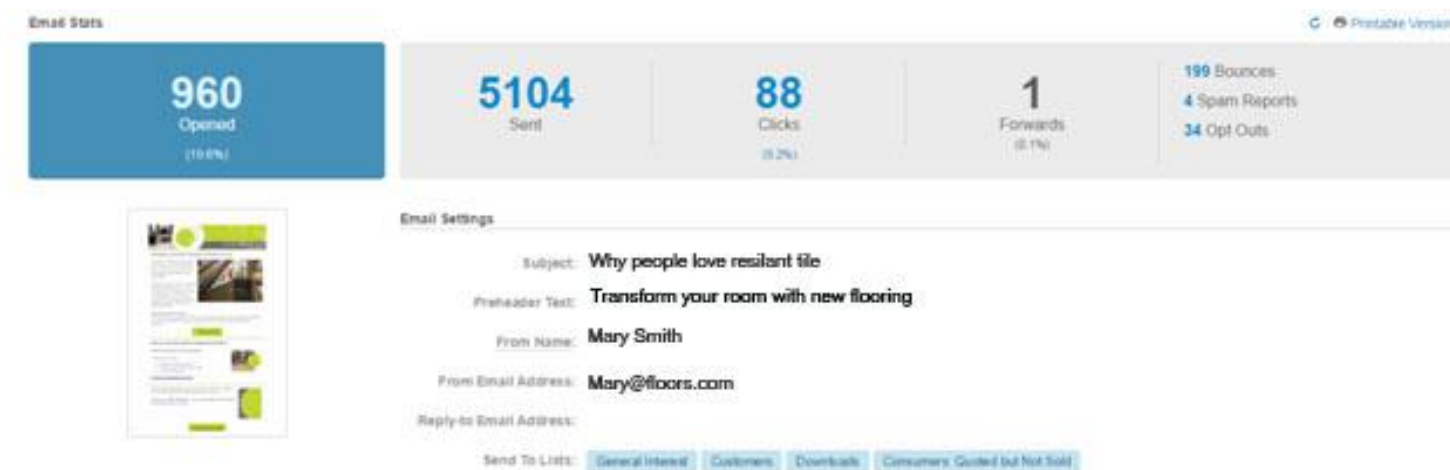 Email Stats
Printable Version
960
Opened
(19.6%)
5104
Sent
88
Clicks
(9.2%)
1
Forwards
(0.1%)
199 Bounces
4 Spam Reports
34 Opt Outs
Email Settings
Subject: Why people love resilant tile
Preheader Text: Transform your room with new flooring
From Name: Mary Smith
From Email Address: Mary@floors.com
Reply-to Email Address:
Send To Lists: General Interest Customers Downloads Consumers: Quoted but Not Sold